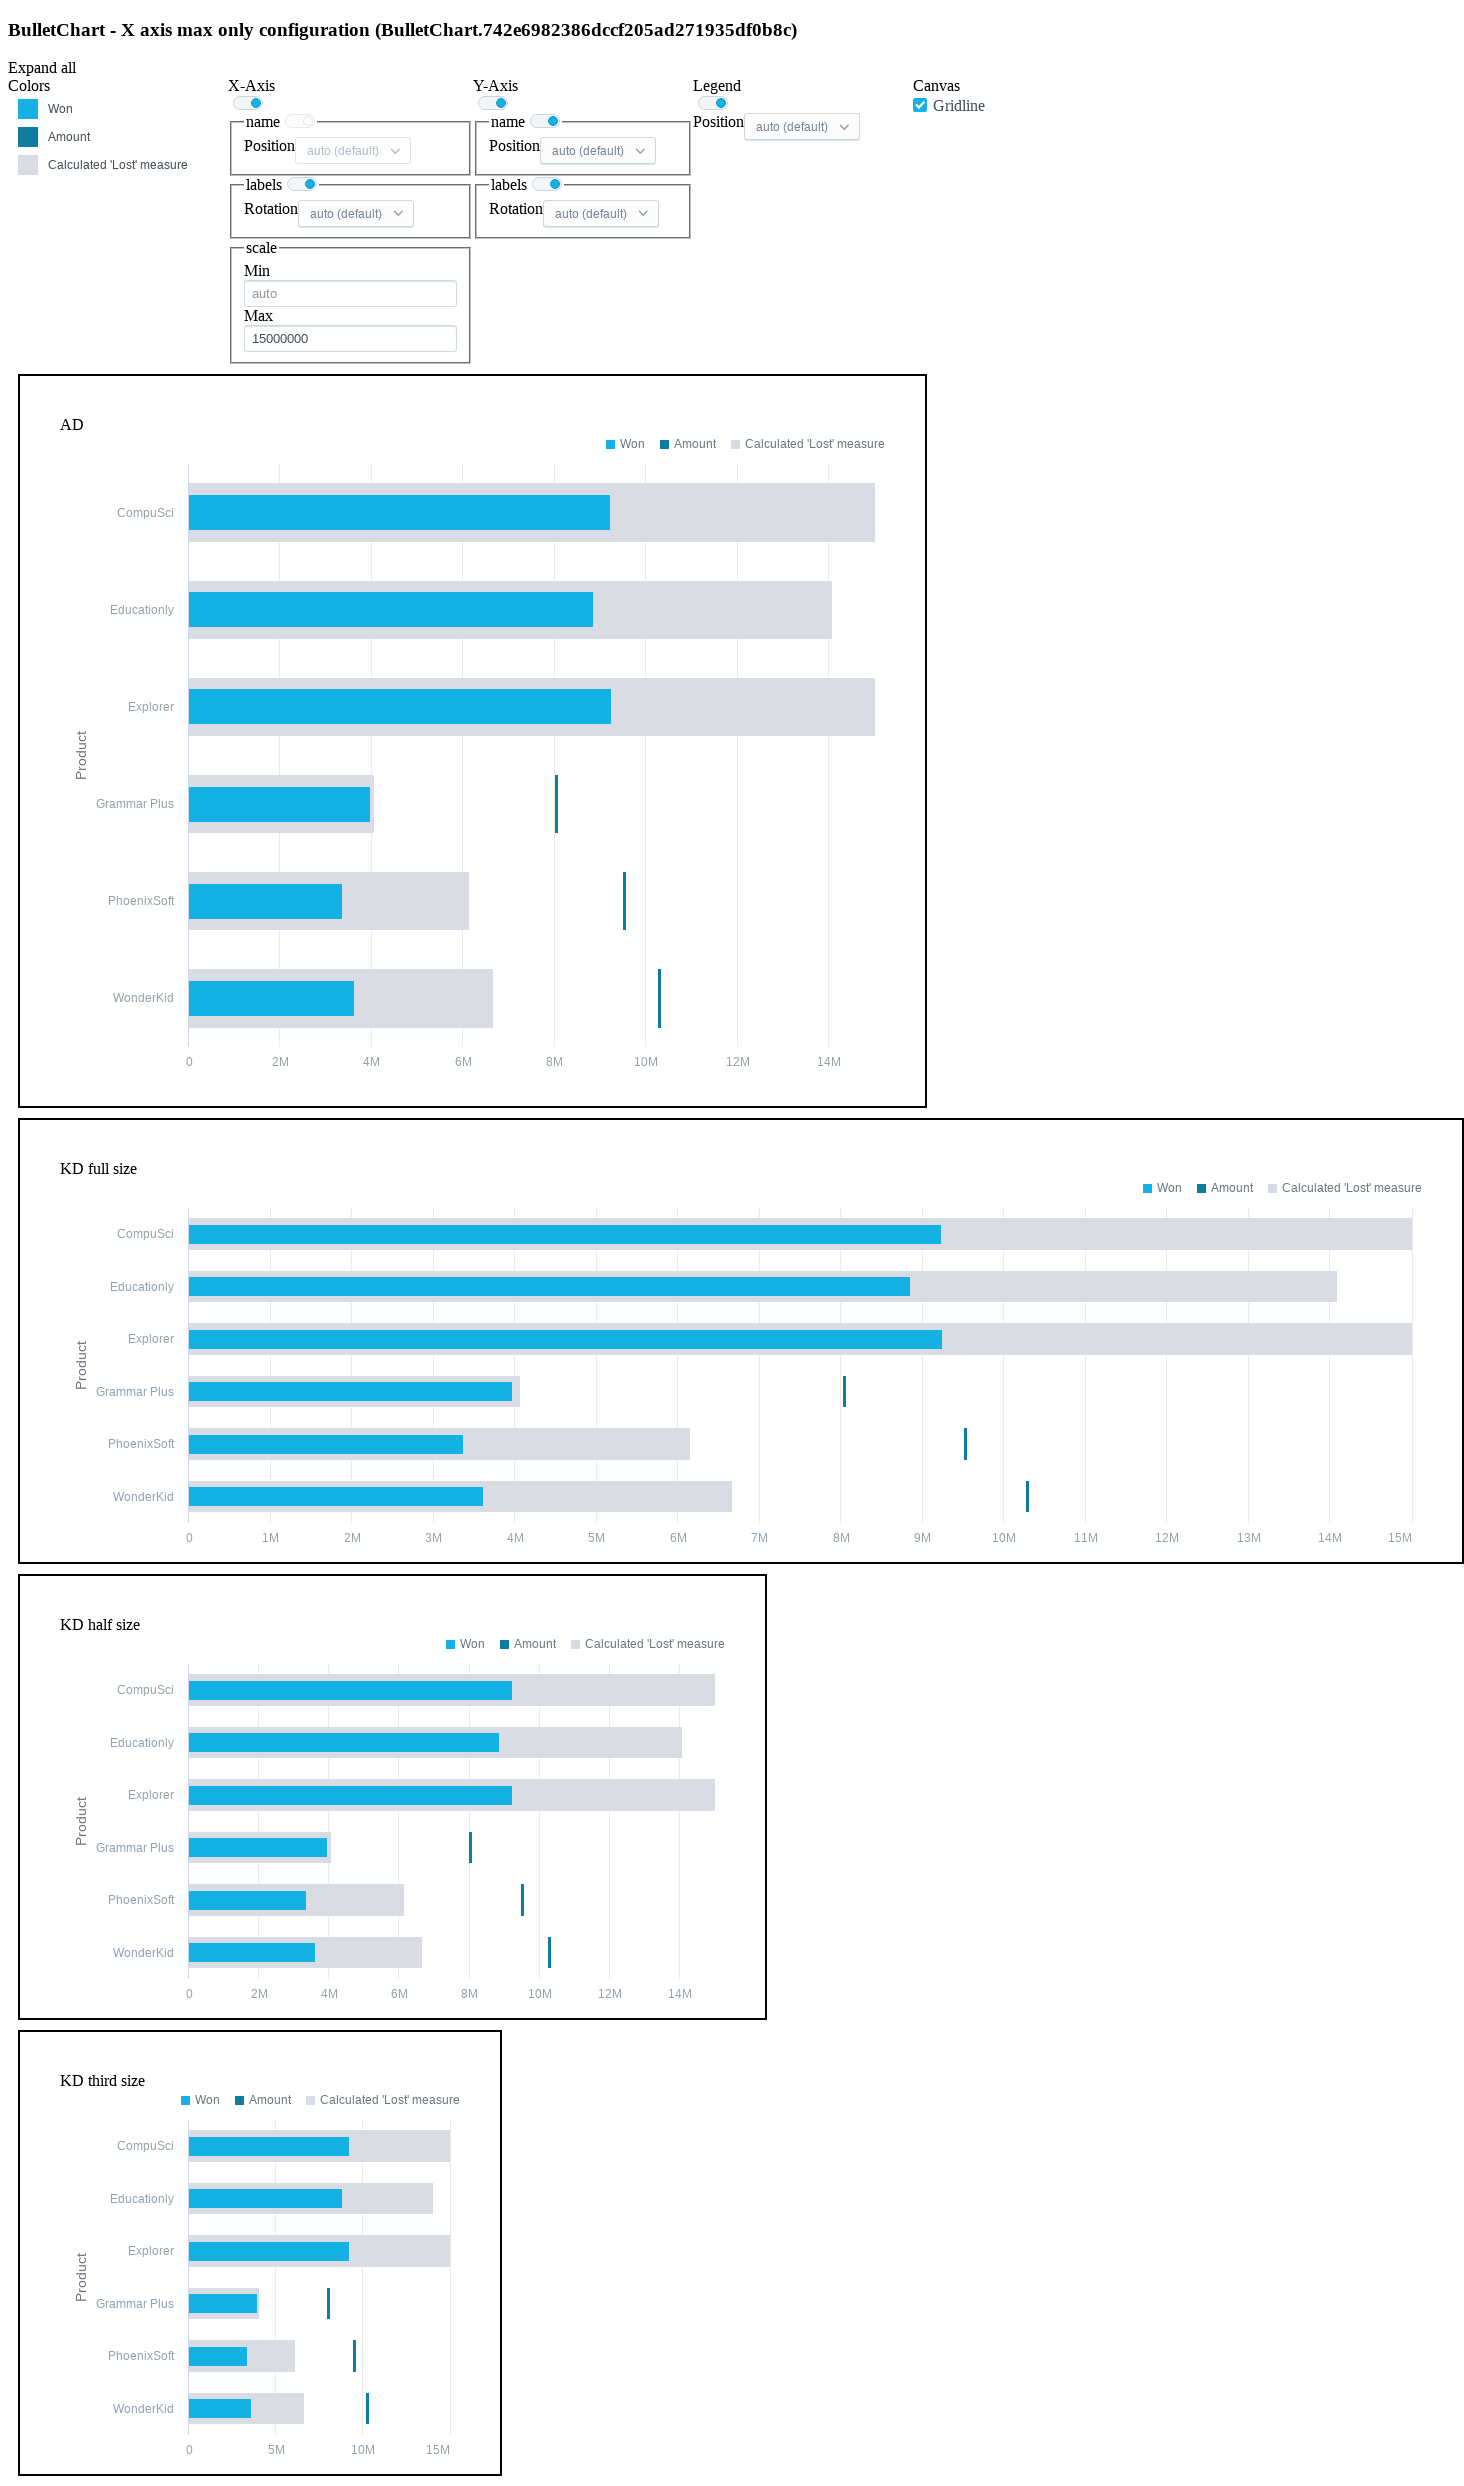 BulletChart - X axis max only configuration (BulletChart.742e6982386dccf205ad271935df0b8c)
Expand all
Colors
Won
Amount
Calculated 'Lost' measure
X-Axis
name
Position auto (default)
labels
Rotation auto (default)
scale
Min
auto
Max
15000000
Y-Axis
name
Position auto (default)
labels
Rotation auto (default)
Legend
Position auto (default)
Canvas
Gridline
AD
Won Amount Calculated 'Lost' measure
Product
CompuSci
Educationly
Explorer
Grammar Plus
PhoenixSoft
WonderKid
0 2M 4M 6M 8M 10M 12M 14M
KD full size
Won Amount Calculated 'Lost' measure
Product
CompuSci
Educationly
Explorer
Grammar Plus
PhoenixSoft
WonderKid
0 1M 2M 3M 4M 5M 6M 7M 8M 9M 10M 11M 12M 13M 14M 15M
KD half size
Won Amount Calculated 'Lost' measure
Product
CompuSci
Educationly
Explorer
Grammar Plus
PhoenixSoft
WonderKid
0 2M 4M 6M 8M 10M 12M 14M
KD third size
Won Amount Calculated 'Lost' measure
Product
CompuSci
Educationly
Explorer
Grammar Plus
PhoenixSoft
WonderKid
0 5M 10M 15M